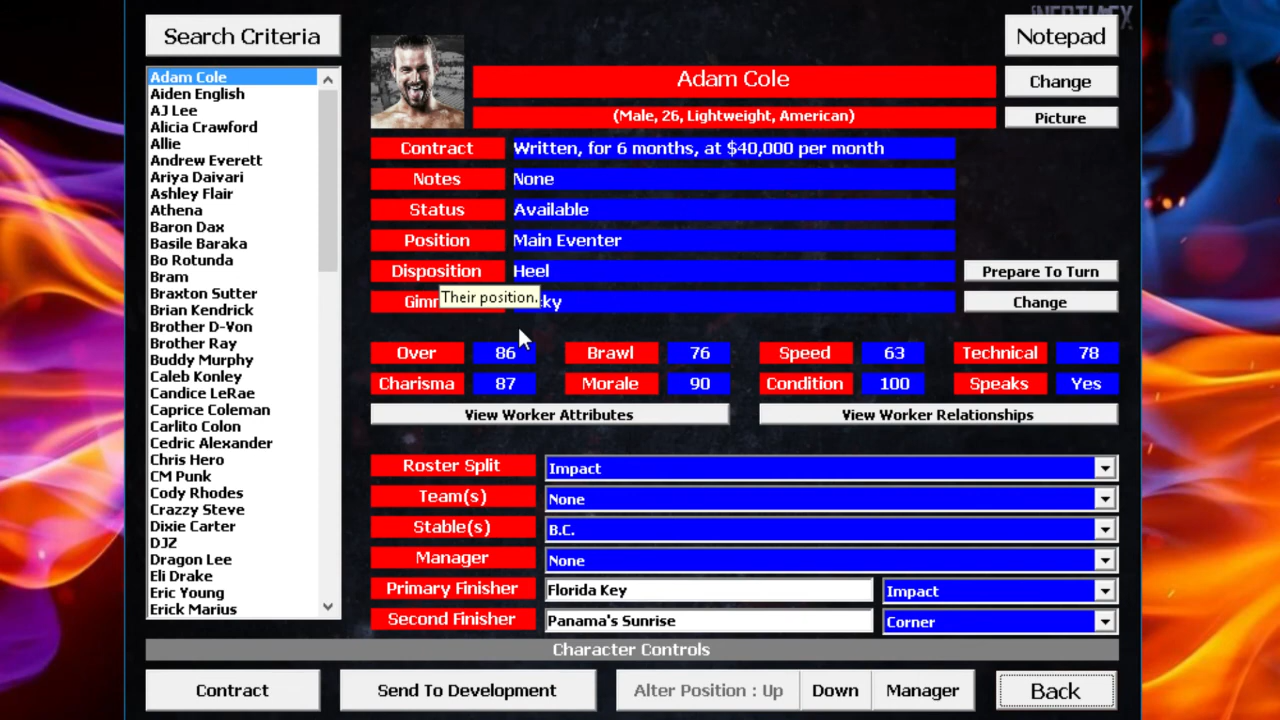 Search Criteria
Notepad
Adam Cole
Aiden English
AJ Lee
Alicia Crawford
Allie
Andrew Everett
Ariya Daivari
Ashley Flair
Athena
Baron Dax
Basile Baraka
Bo Rotunda
Bram
Braxton Sutter
Brian Kendrick
Brother D-Von
Brother Ray
Buddy Murphy
Caleb Konley
Candice LeRae
Caprice Coleman
Carlito Colon
Cedric Alexander
Chris Hero
CM Punk
Cody Rhodes
Crazzy Steve
Dixie Carter
DJZ
Dragon Lee
Eli Drake
Eric Young
Erick Marius
Adam Cole
Change
(Male, 26, Lightweight, American)
Picture
Contract Written, for 6 months, at $40,000 per month
Notes None
Status Available
Position Main Eventer
Disposition Heel Prepare To Turn
Their position.
Change
Over 86 Brawl 76 Speed 63 Technical 78
Charisma 87 Morale 90 Condition 100 Speaks Yes
View Worker Attributes View Worker Relationships
Roster Split Impact
Team(s) None
Stable(s) B.C.
Manager None
Primary Finisher Florida Key Impact
Second Finisher Panama's Sunrise Corner
Character Controls
Contract Send To Development Alter Position : Up Down Manager Back